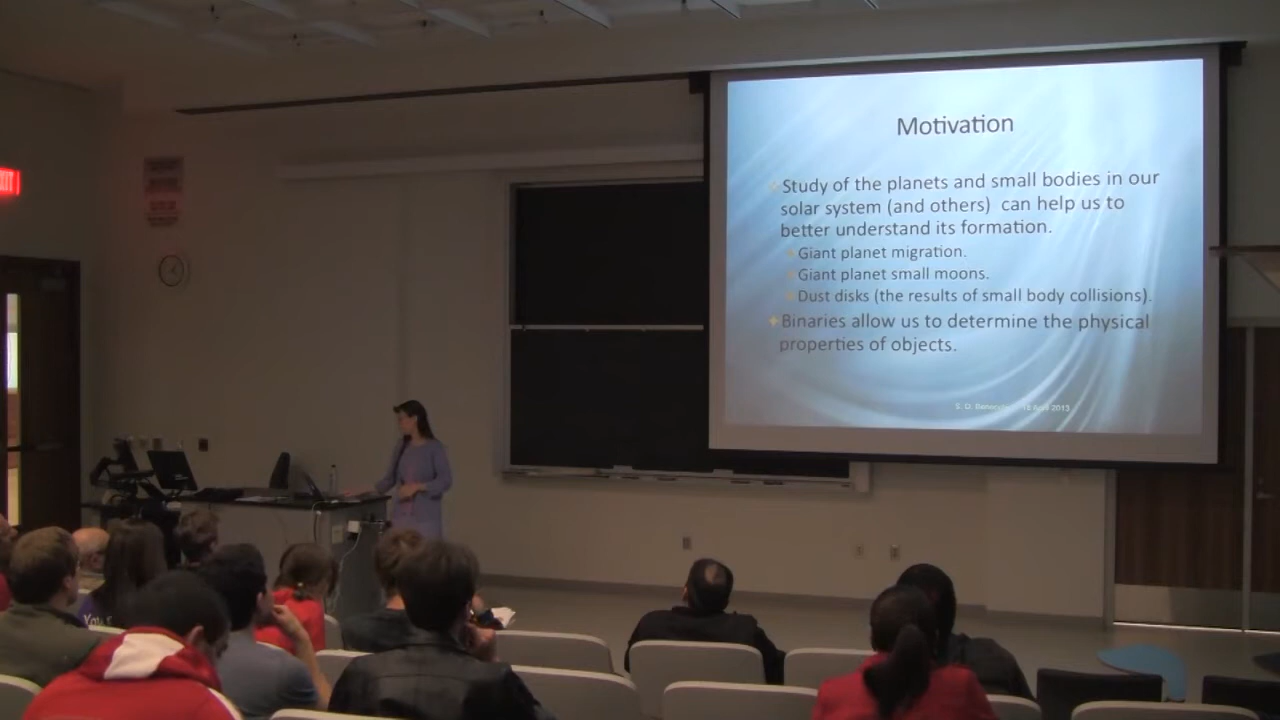 EXIT
Motivation
Study of the planets and small bodies in our
solar system (and others) can help us to
better understand its formation.
Giant planet migration.
Giant planet small moons.
Dust disks (the results of small body collisions).
Binaries allow us to determine the physical
properties of objects.
S. D. 2013